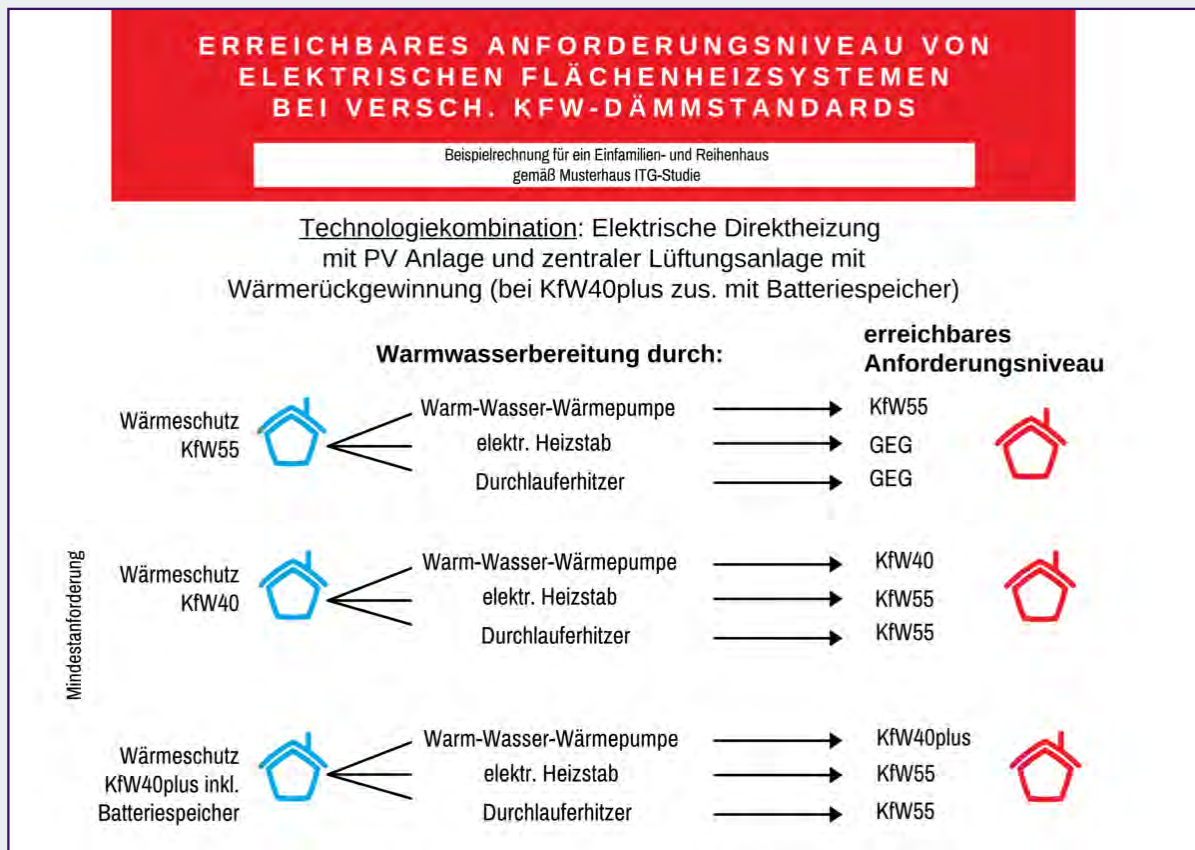 ERREICHBARES ANFORDERUNGSNIVEAU VON
ELEKTRISCHEN FLÄCHENHEIZSYSTEMEN
BEI VERSCH. KFW-DÄMMSTANDARDS
Beispielrechnung für ein Einfamilien- und Reihenhaus
gemäß Musterhaus ITG-Studie
Technologiekombination: Elektrische Direktheizung
mit PV Anlage und zentraler Lüftungsanlage mit
Wärmerückgewinnung (bei KfW40plus zus. mit Batteriespeicher)
Warmwasserbereitung durch:
erreichbares
Anforderungsniveau
Mindestanforderung
Wärmeschutz
KfW55
Warm-Wasser-Wärmepumpe
KfW55
elektr. Heizstab
GEG
Durchlauferhitzer
GEG
Wärmeschutz
KfW40
Warm-Wasser-Wärmepumpe
KfW40
elektr. Heizstab
KfW55
Durchlauferhitzer
KfW55
Wärmeschutz
KfW40plus inkl.
Batteriespeicher
Warm-Wasser-Wärmepumpe
KfW40plus
elektr. Heizstab
KfW55
Durchlauferhitzer
KfW55